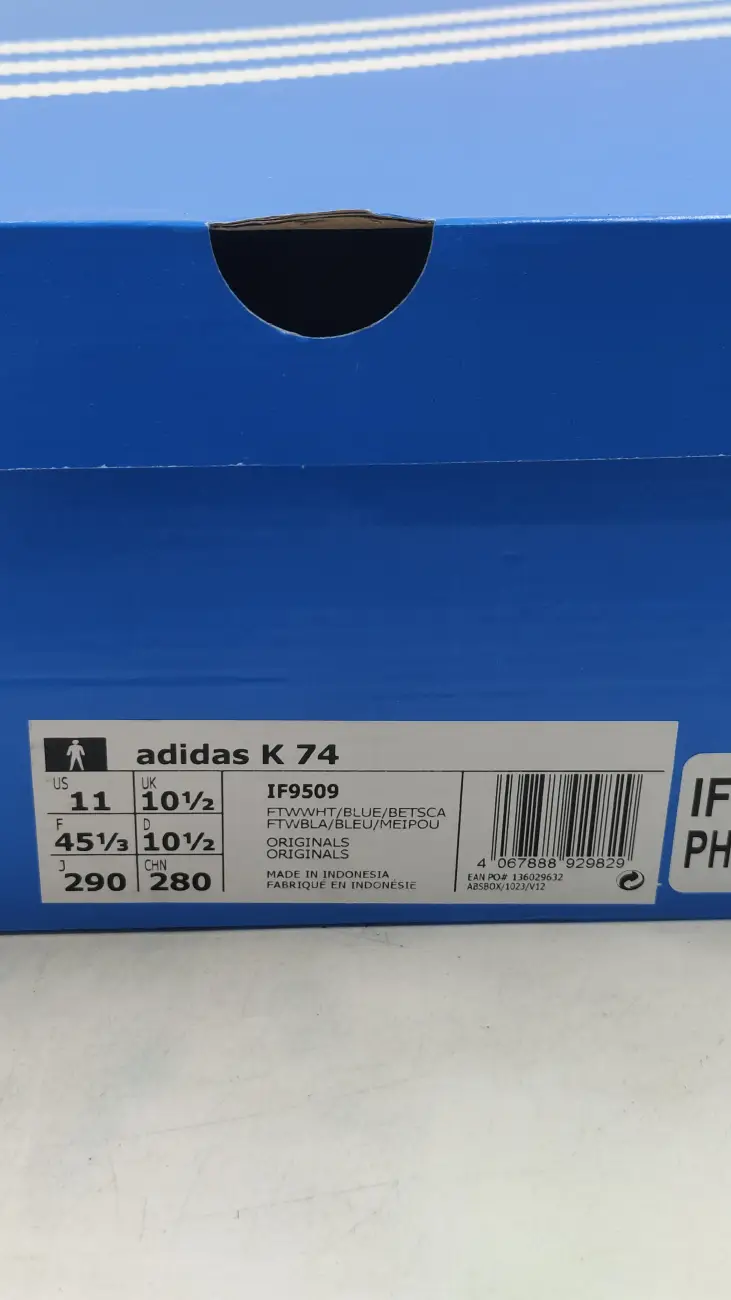 adidas K 74
US 11 UK 10½
F 45⅓ D 10½
J 290 CHN 280
IF9509
FTWWHT/BLUE/BETSCA
FTWBLA/BLEU/MEIPOU
ORIGINALS
ORIGINALS
MADE IN INDONESIA
FABRIQUÉ EN INDONÉSIE
4 067888 929829
EAN PO# 136029632
ABSBOX/1023/V12
IF
PH